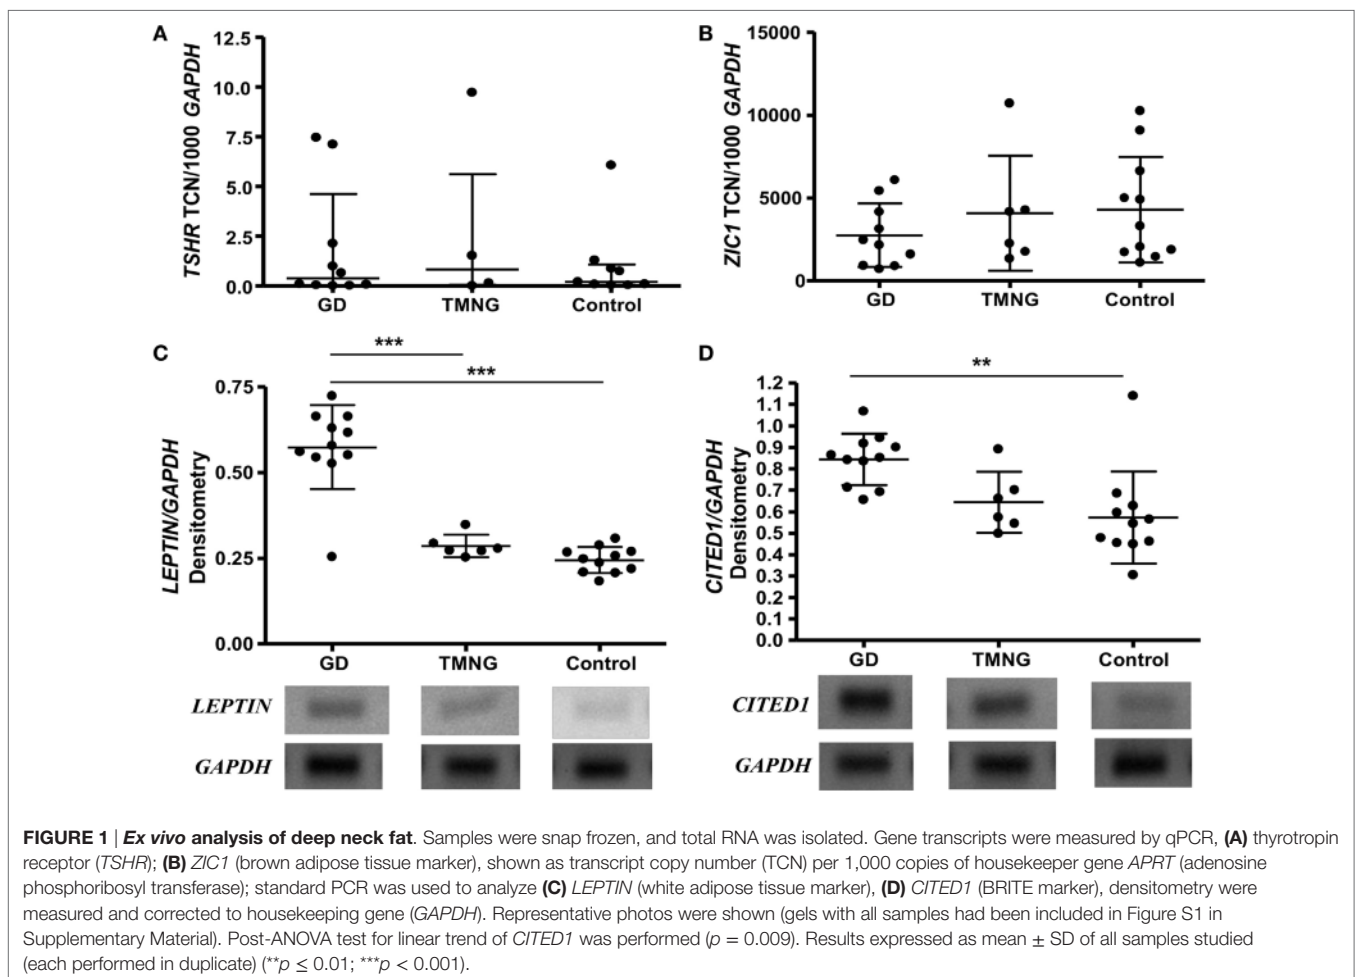 A
TSHR TCN/1000 GAPDH
12.5
10.0
7.5
5.0
2.5
0.0
GD TMNG Control
B
ZIC1 TCN/1000 GAPDH
15000
10000
5000
0
GD TMNG Control
C
***
***
LEPTIN/GAPDH
Densitometry
0.75
0.50
0.25
0.00
GD TMNG Control
LEPTIN
GAPDH
D
**
CITED1/GAPDH
Densitometry
1.2
1.1
1.0
0.9
0.8
0.7
0.6
0.5
0.4
0.3
0.2
0.1
0.0
GD TMNG Control
CITED1
GAPDH
FIGURE 1 | Ex vivo analysis of deep neck fat. Samples were snap frozen, and total RNA was isolated. Gene transcripts were measured by qPCR, (A) thyrotropin
receptor (TSHR); (B) ZIC1 (brown adipose tissue marker), shown as transcript copy number (TCN) per 1,000 copies of housekeeper gene APRT (adenosine
phosphoribosyl transferase); standard PCR was used to analyze (C) LEPTIN (white adipose tissue marker), (D) CITED1 (BRITE marker), densitometry were
measured and corrected to housekeeping gene (GAPDH). Representative photos were shown (gels with all samples had been included in Figure S1 in
Supplementary Material). Post-ANOVA test for linear trend of CITED1 was performed (p = 0.009). Results expressed as mean ± SD of all samples studied
(each performed in duplicate) (**p ≤ 0.01; ***p < 0.001).